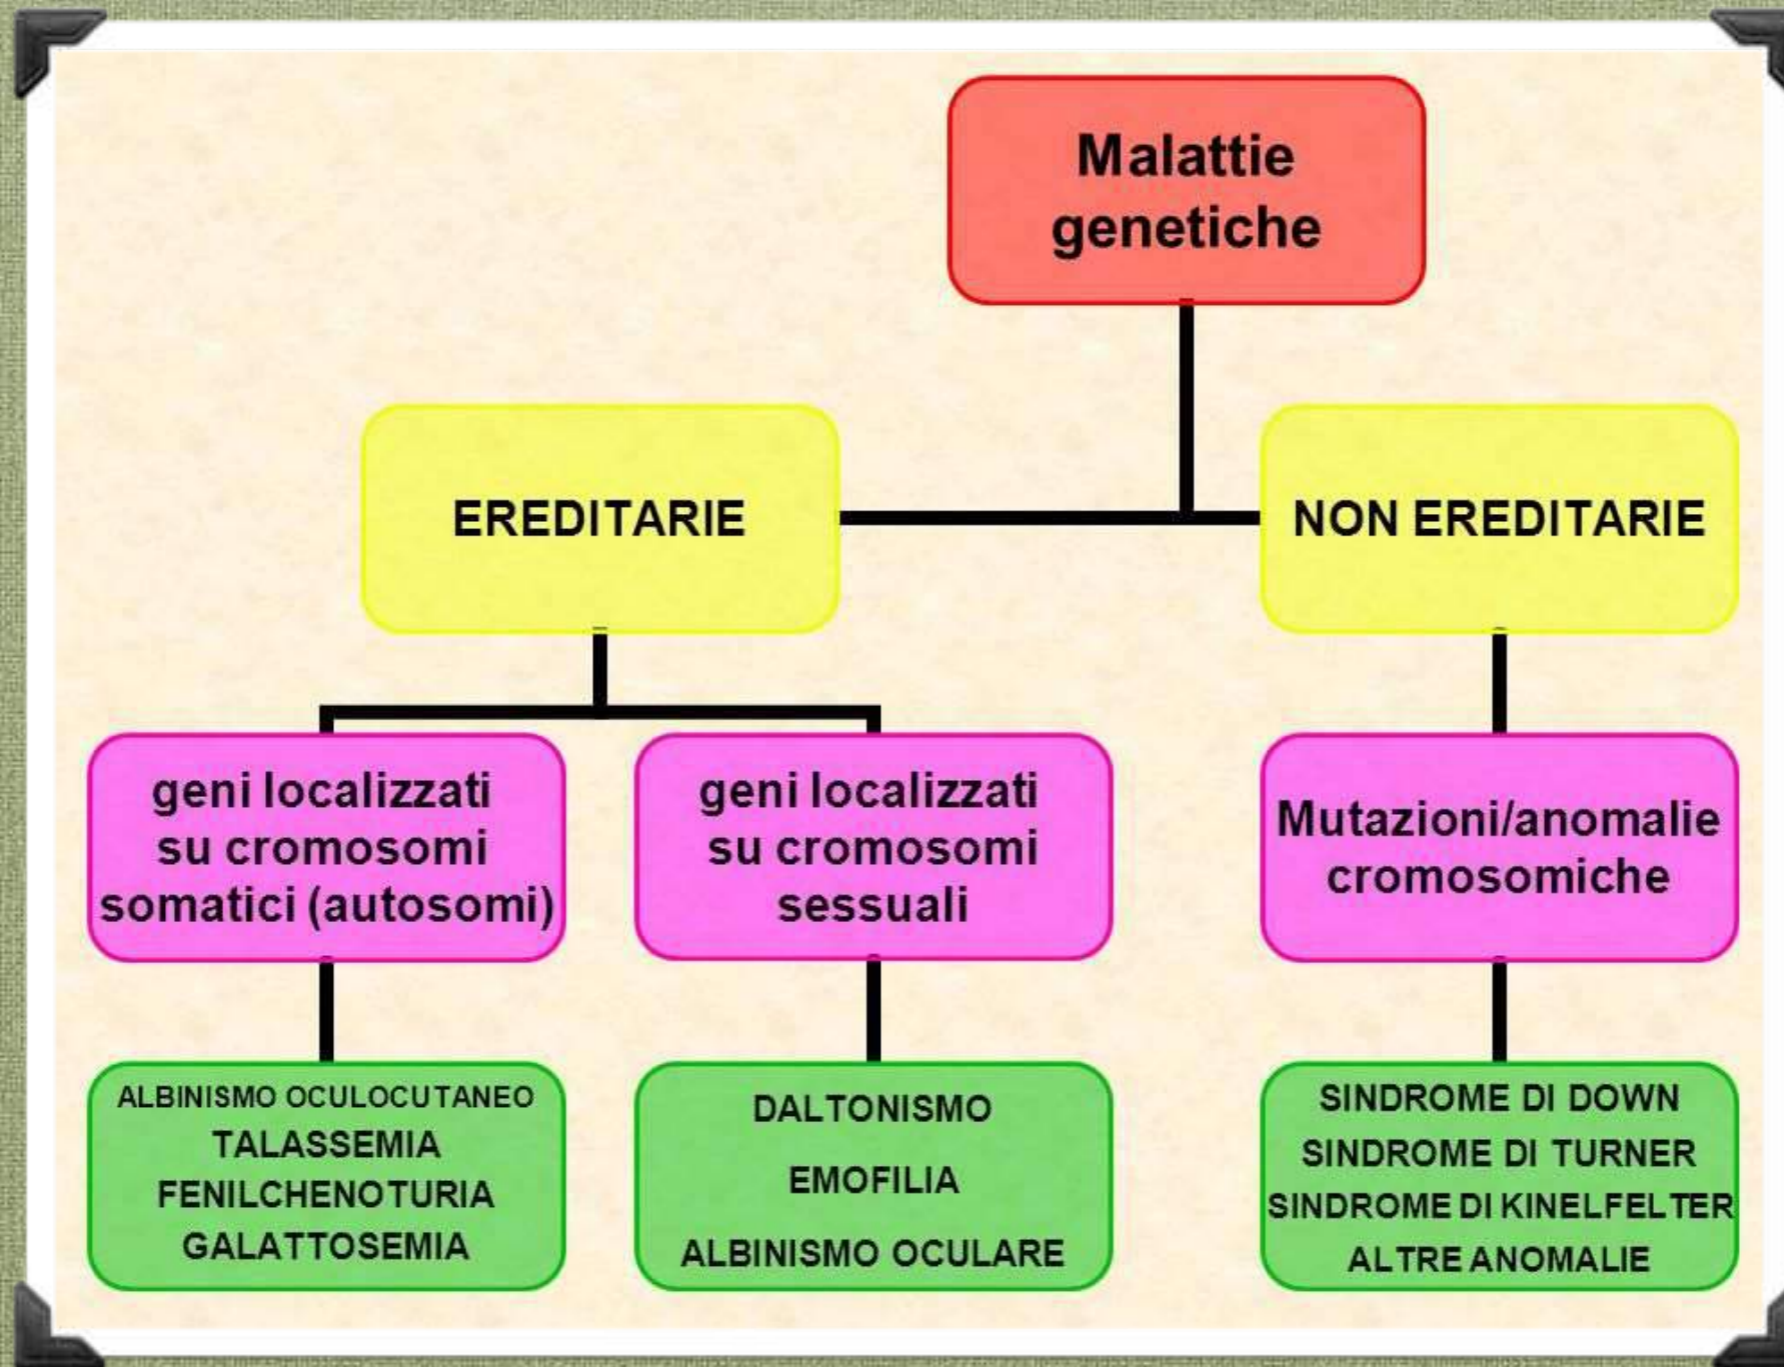 Malattie
genetiche
EREDITARIE
NON EREDITARIE
geni localizzati
su cromosomi
somatici (autosomi)
geni localizzati
su cromosomi
sessuali
Mutazioni/anomalie
cromosomiche
ALBINISMO OCULOCUTANEO
TALASSEMIA
FENILCHENOTURIA
GALATTOSEMIA
DALTONISMO
EMOFILIA
ALBINISMO OCULARE
SINDROME DI DOWN
SINDROME DI TURNER
SINDROME DI KINELFELTER
ALTRE ANOMALIE